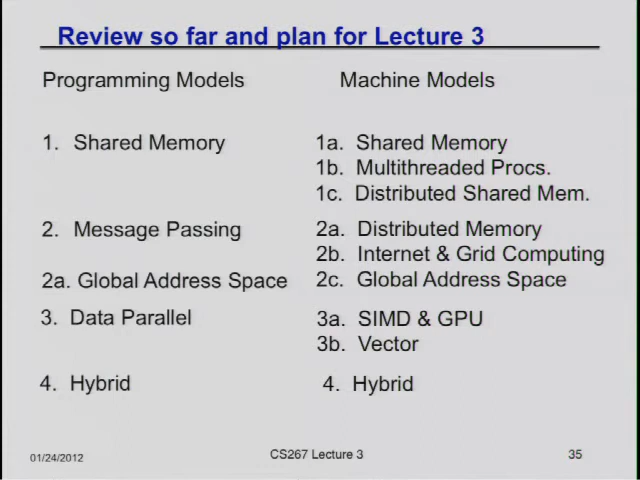 Review so far and plan for Lecture 3
Programming Models
Machine Models
1. Shared Memory
1a. Shared Memory
1b. Multithreaded Procs.
1c. Distributed Shared Mem.
2. Message Passing
2a. Distributed Memory
2b. Internet & Grid Computing
2a. Global Address Space
2c. Global Address Space
3. Data Parallel
3a. SIMD & GPU
3b. Vector
4. Hybrid
4. Hybrid
01/24/2012
CS267 Lecture 3
35